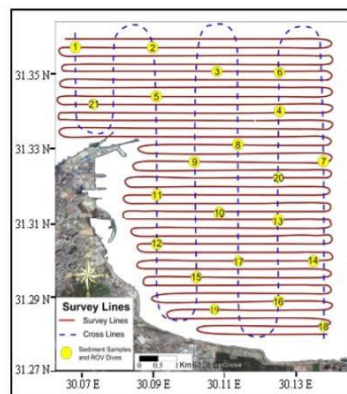 31.35
31.33
31.31
31.29
31.27
1
2
3
6
5
21
4
8
9
7
20
11
10
13
12
17
14
15
16
19
18
Survey Lines
Survey Lines
Cross Lines
Sediment Samples
and ROV Dives
0 0.5 1 Km
30.07 E
30.09 E
30.11 E
30.13 E